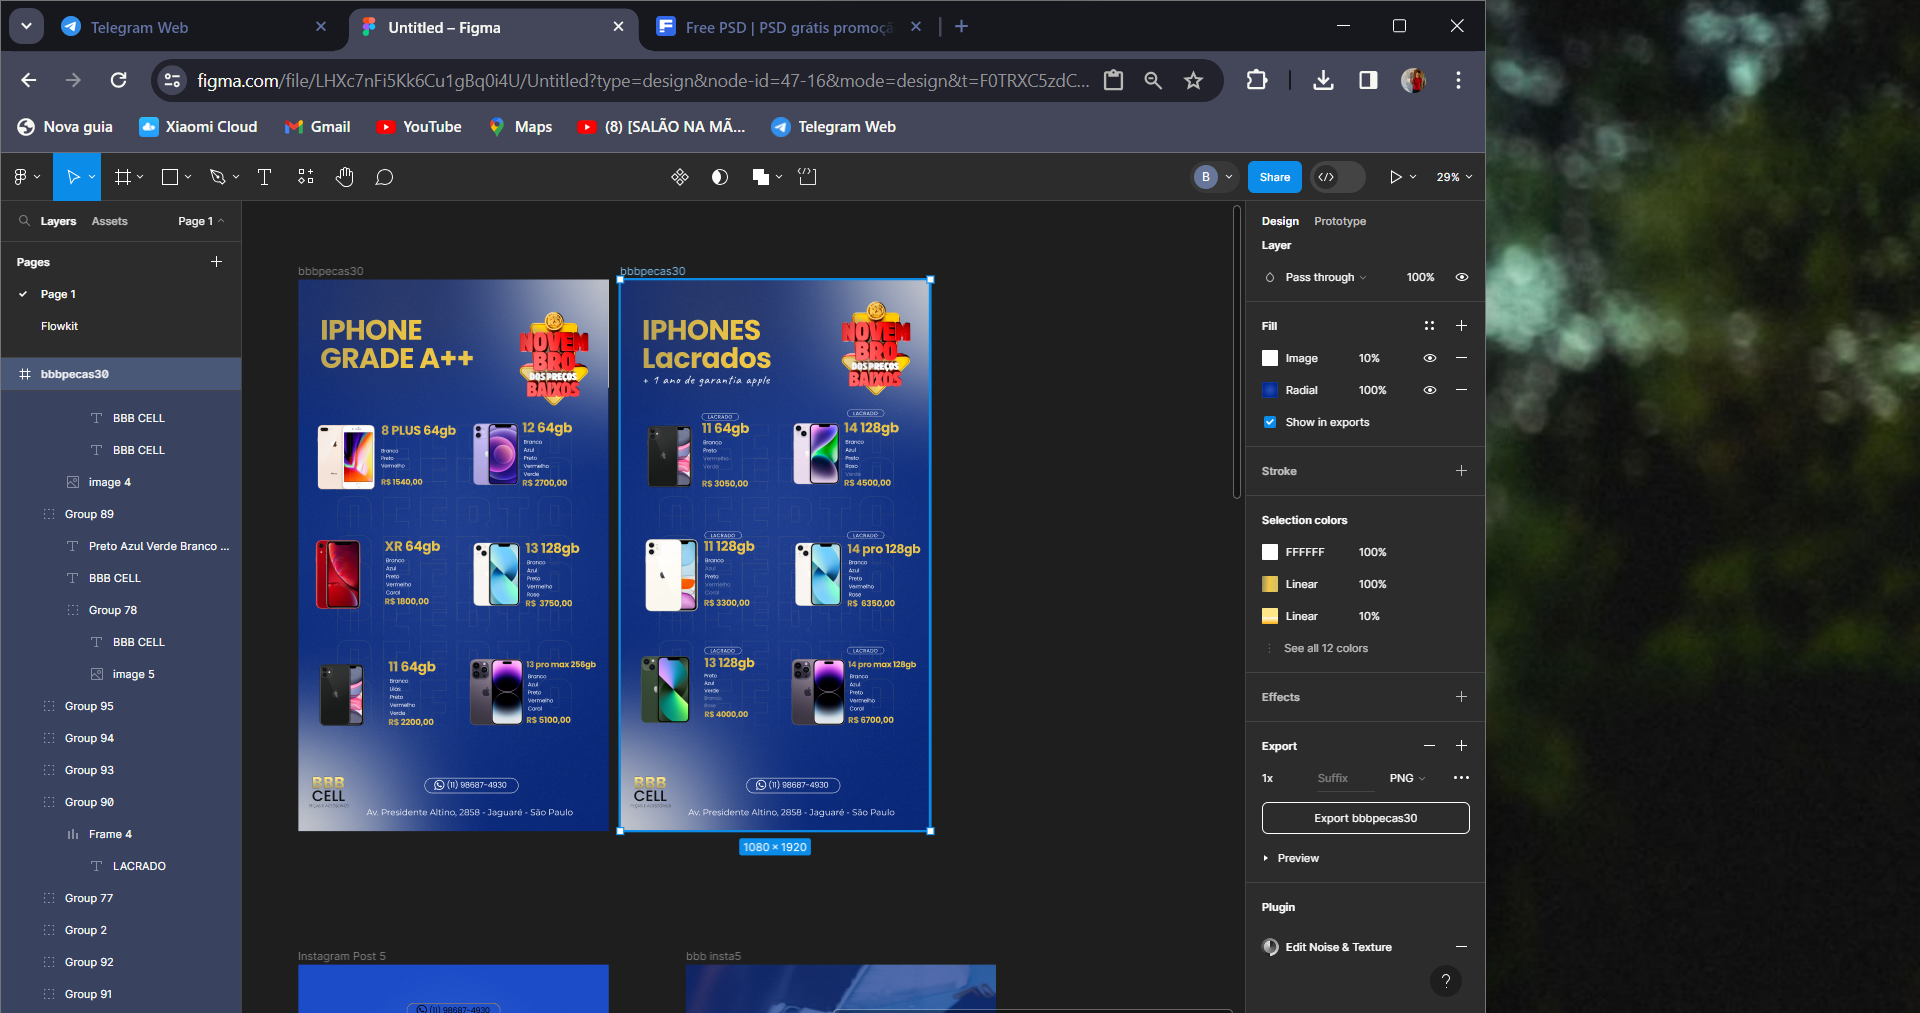 Telegram Web
Untitled – Figma
Free PSD | PSD grátis promoçã
figma.com/file/LHXc7nFi5Kk6Cu1gBq0i4U/Untitled?type=design&node-id=47-16&mode=design&t=F0TRXC5zdC...
Nova guia
Xiaomi Cloud
Gmail
YouTube
Maps
(8) [SALÃO NA MÃ...
Telegram Web
B
Share
29%
Layers
Assets
Page 1
Pages
Page 1
Flowkit
bbbpecas30
BBB CELL
BBB CELL
image 4
Group 89
Preto Azul Verde Branco ...
BBB CELL
Group 78
BBB CELL
image 5
Group 95
Group 94
Group 93
Group 90
Frame 4
LACRADO
Group 77
Group 2
Group 92
Group 91
bbbpecas30
IPHONE
GRADE A++
NOVEM
BRO
DOS PREÇOS
BAIXOS
8 PLUS 64gb
Branco
Preto
Vermelho
R$ 1540,00
12 64gb
Branco
Azul
Preto
Vermelho
Verde
R$ 2700,00
XR 64gb
Branco
Azul
Preto
Vermelho
Coral
R$ 1800,00
13 128gb
Branco
Azul
Preto
Vermelho
Rose
R$ 3750,00
11 64gb
Branco
Lilas
Preto
Vermelho
Verde
R$ 2200,00
13 pro max 256gb
Branco
Azul
Preto
Vermelho
Coral
R$ 5100,00
BBB
CELL
(11) 98687-4930
Av. Presidente Altino, 2858 - Jaguaré - São Paulo
bbbpecas30
IPHONES
Lacrados
+ 1 ano de garantia apple
NOVEM
BRO
DOS PREÇOS
BAIXOS
LACRADO
11 64gb
Branco
Preto
Vermelho
Verde
R$ 3050,00
LACRADO
14 128gb
Branco
Azul
Preto
Roxo
Verde
R$ 4500,00
LACRADO
11 128gb
Branco
Azul
Preto
Vermelho
Coral
R$ 3300,00
LACRADO
14 pro 128gb
Branco
Azul
Preto
Vermelho
Rose
R$ 6350,00
LACRADO
13 128gb
Preto
Azul
Verde
Branco
Rose
R$ 4000,00
14 pro max 128gb
LACRADO
Branco
Azul
Preto
Vermelho
Coral
R$ 6700,00
BBB
CELL
(11) 98687-4930
Av. Presidente Altino, 2858 - Jaguaré - São Paulo
1080 × 1920
Instagram Post 5
(11) 98687-4930
bbb insta5
Design
Prototype
Layer
Pass through
100%
Fill
Image
10%
Radial
100%
Show in exports
Stroke
Selection colors
FFFFFF
100%
Linear
100%
Linear
10%
See all 12 colors
Effects
Export
1x
Suffix
PNG
Export bbbpecas30
Preview
Plugin
Edit Noise & Texture
?